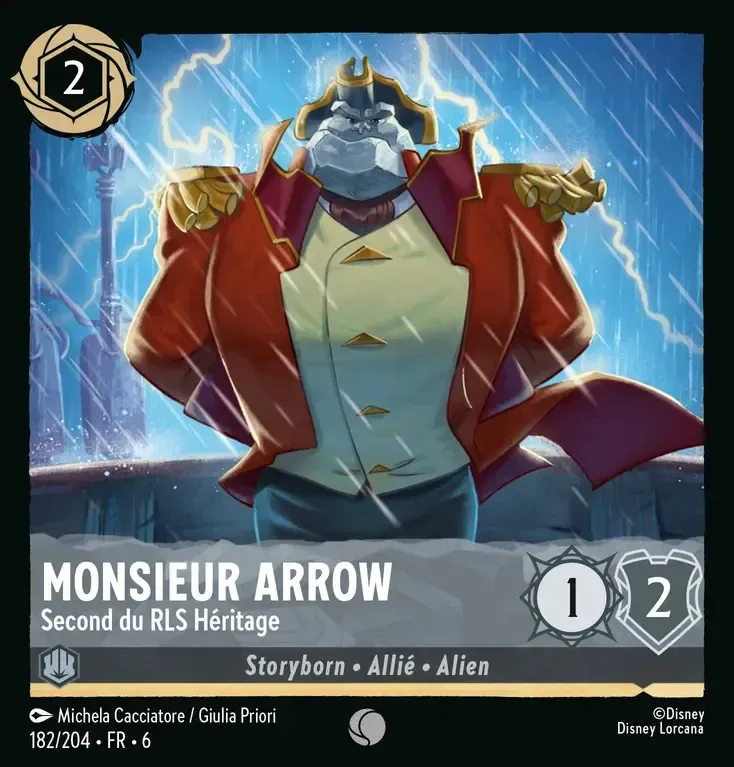 2
MONSIEUR ARROW
Second du RLS Héritage
1
2
Storyborn • Allié • Alien
Michela Cacciatore / Giulia Priori
©Disney
182/204 • FR • 6
Disney Lorcana